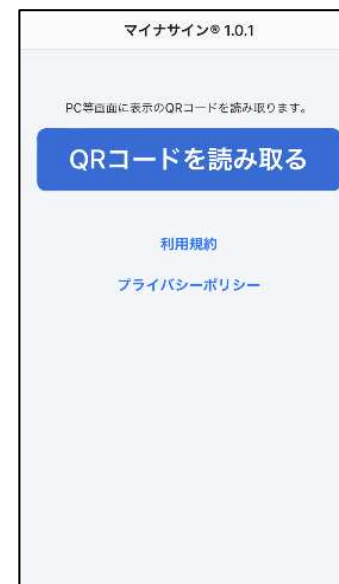 マイナサイン® 1.0.1
PC等画面に表示のQRコードを読み取ります。
QRコードを読み取る
利用規約
プライバシーポリシー